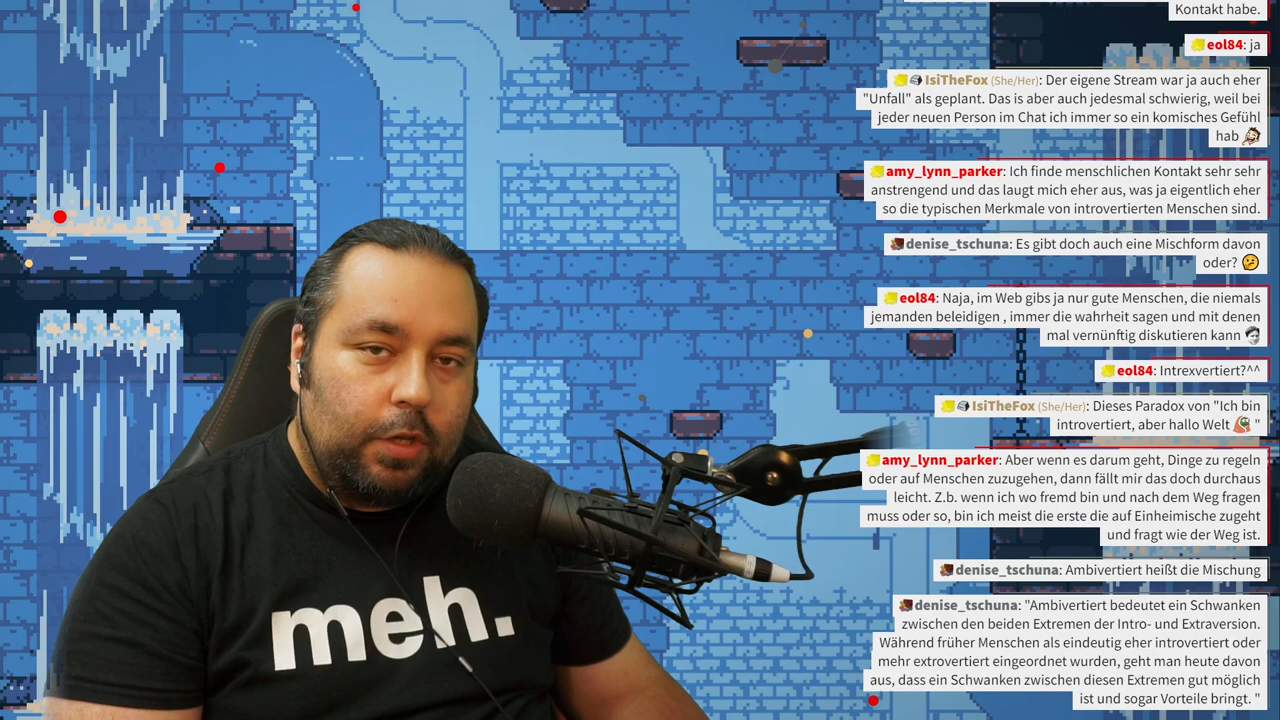 Kontakt habe.
eol84: ja
IsiTheFox (She/Her): Der eigene Stream war ja auch eher
"Unfall" als geplant. Das is aber auch jedesmal schwierig, weil bei
jeder neuen Person im Chat ich immer so ein komisches Gefühl
hab
amy_lynn_parker: Ich finde menschlichen Kontakt sehr sehr
anstrengend und das laugt mich eher aus, was ja eigentlich eher
so die typischen Merkmale von introvertierten Menschen sind.
denise_tschuna: Es gibt doch auch eine Mischform davon
oder? 🤔
eol84: Naja, im Web gibs ja nur gute Menschen, die niemals
jemanden beleidigen , immer die wahrheit sagen und mit denen
mal vernünftig diskutieren kann
eol84: Intrexvertiert?^^
IsiTheFox (She/Her): Dieses Paradox von "Ich bin
introvertiert, aber hallo Welt "
amy_lynn_parker: Aber wenn es darum geht, Dinge zu regeln
oder auf Menschen zuzugehen, dann fällt mir das doch durchaus
leicht. Z.b. wenn ich wo fremd bin und nach dem Weg fragen
muss oder so, bin ich meist die erste die auf Einheimische zugeht
und fragt wie der Weg ist.
denise_tschuna: Ambivertiert heißt die Mischung
denise_tschuna: "Ambivertiert bedeutet ein Schwanken
zwischen den beiden Extremen der Intro- und Extraversion.
Während früher Menschen als eindeutig eher introvertiert oder
mehr extrovertiert eingeordnet wurden, geht man heute davon
aus, dass ein Schwanken zwischen diesen Extremen gut möglich
ist und sogar Vorteile bringt. "
meh.